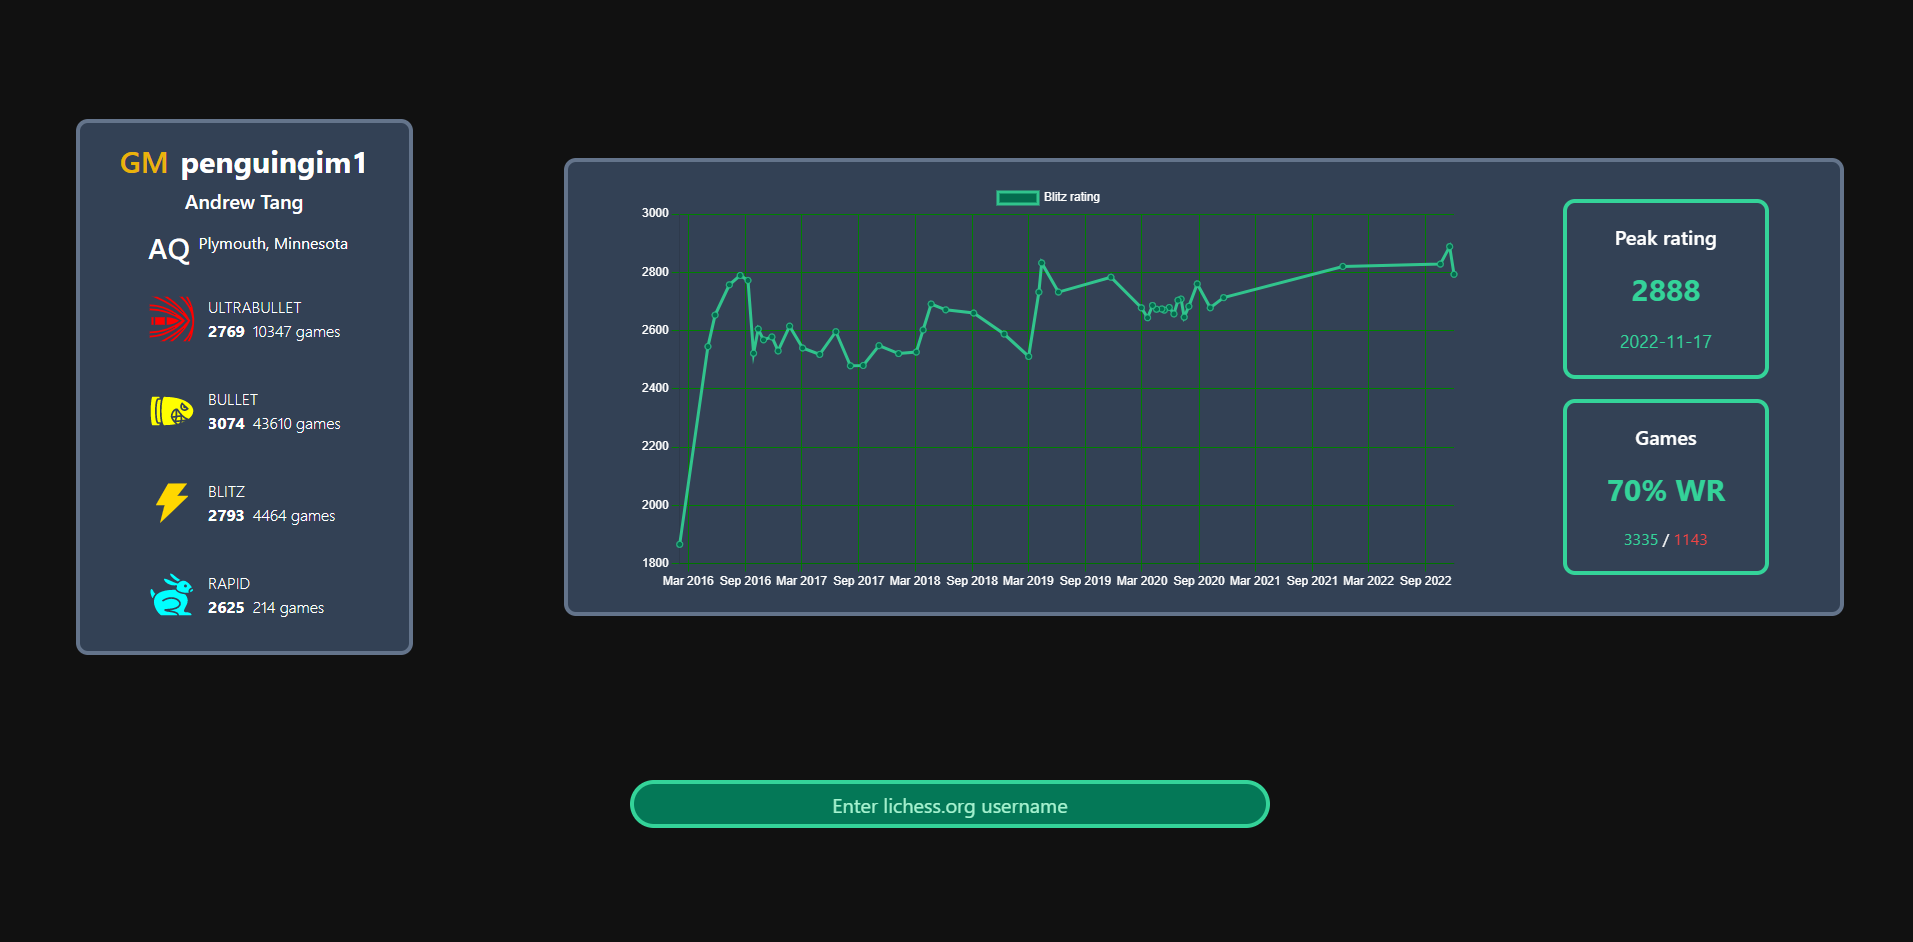 GM penguingim1
Andrew Tang
AQ Plymouth, Minnesota
ULTRABULLET
2769 10347 games
BULLET
3074 43610 games
BLITZ
2793 4464 games
RAPID
2625 214 games
Blitz rating
3000
2800
2600
2400
2200
2000
1800
Mar 2016 Sep 2016 Mar 2017 Sep 2017 Mar 2018 Sep 2018 Mar 2019 Sep 2019 Mar 2020 Sep 2020 Mar 2021 Sep 2021 Mar 2022 Sep 2022
Peak rating
2888
2022-11-17
Games
70% WR
3335 / 1143
Enter lichess.org username